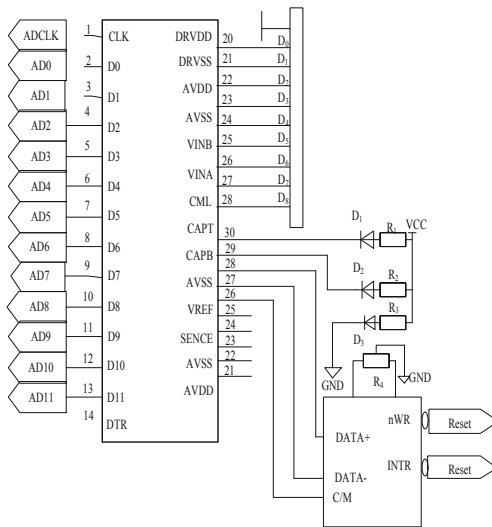 ADCLK 1 CLK DRVDD 20 D0
AD0 2 D0 DRVSS 21 D1
AD1 3 D1 AVDD 22 D2
AD2 4 D2 23 D3
AD3 5 D3 AVSS 24 D4
AD4 6 D4 VINB 25 D5
AD5 7 D5 VINA 26 D6
AD6 8 D6 27 D7
AD7 9 D7 CML 28 D8
AD8 10 D8 CAPT 30
AD9 11 D9 CAPB 29
AD10 12 D10 28
AD11 13 D11 AVSS 27
14 DTR 26
VREF 25
24
SENCE 23
AVSS 22
21
AVDD
D1 R1 VCC
D2 R2
R3
D3
GND R4 GND
nWR Reset
DATA+
INTR Reset
DATA-
C/M